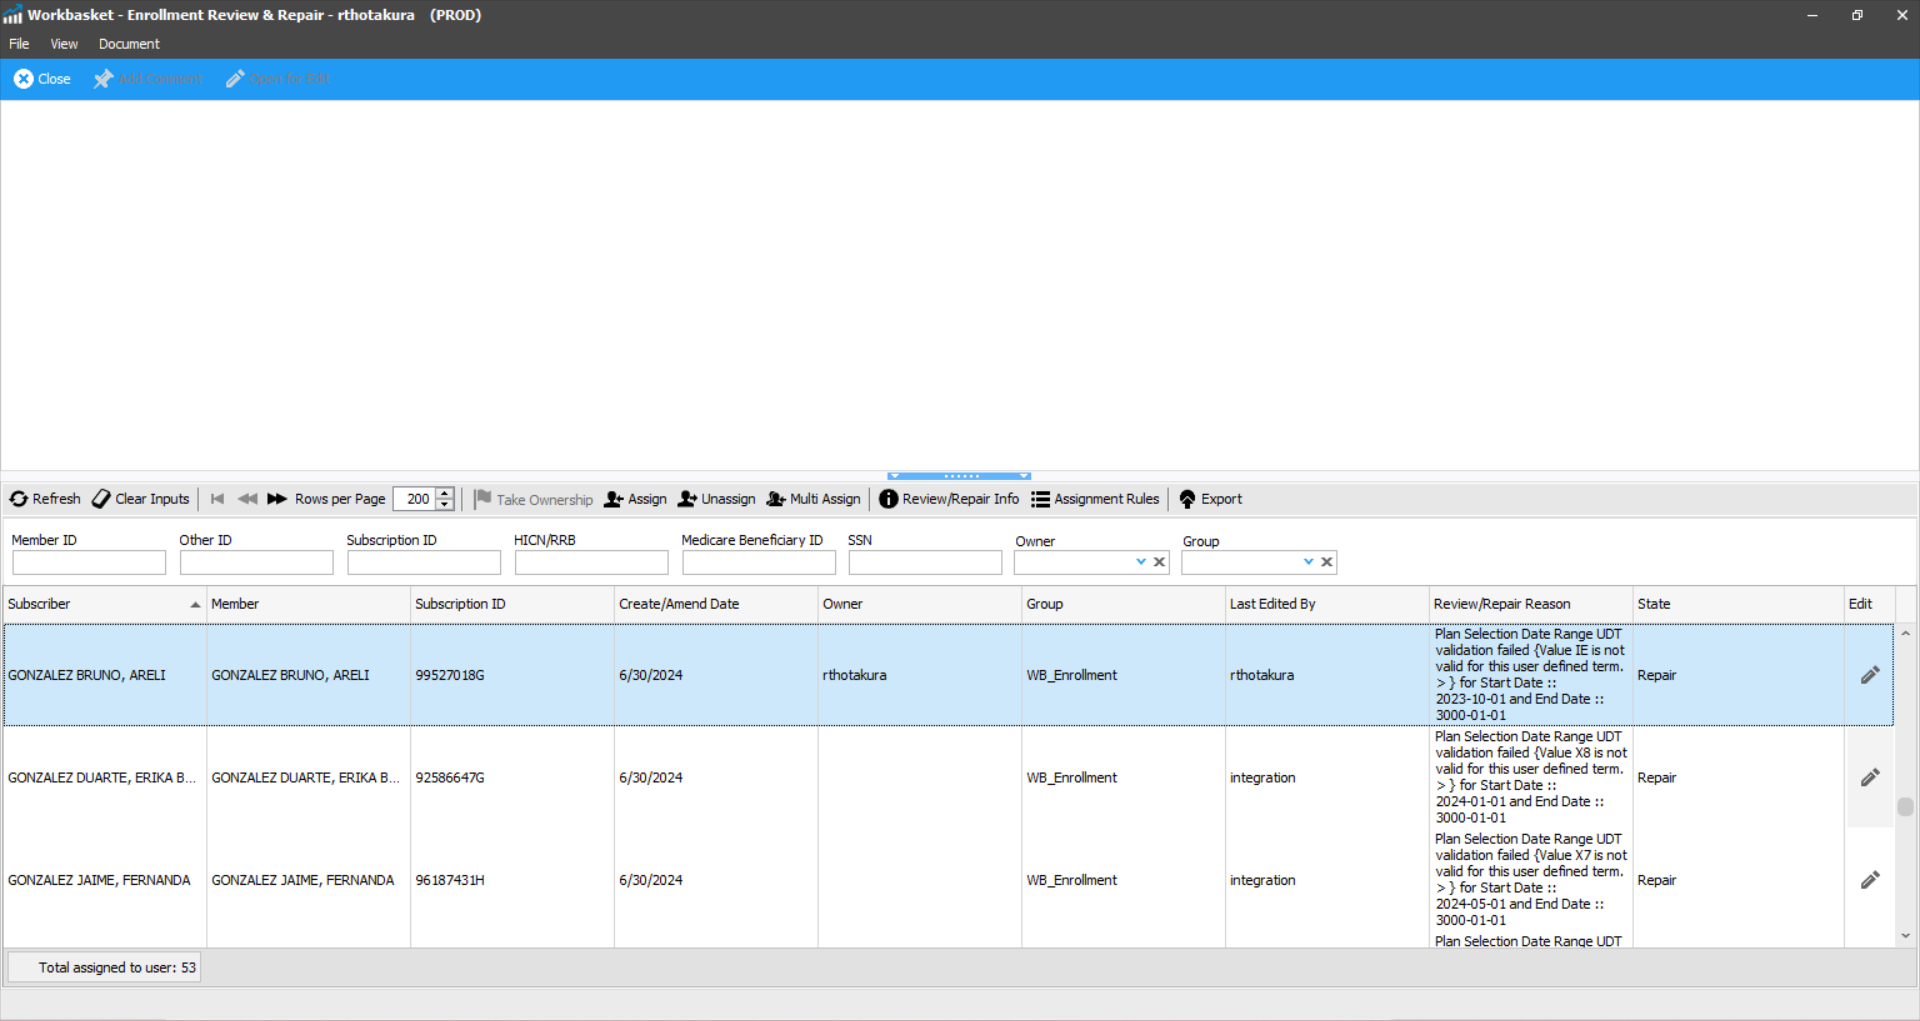 Workbasket - Enrollment Review & Repair - rthotakura (PROD)
File View Document
Close Add Comment Open for Edit
Refresh Clear Inputs Rows per Page 200 Take Ownership Assign Unassign Multi Assign Review/Repair Info Assignment Rules Export
Member ID Other ID Subscription ID HICN/RRB Medicare Beneficiary ID SSN Owner Group
Subscriber Member Subscription ID Create/Amend Date Owner Group Last Edited By Review/Repair Reason State Edit
GONZALEZ BRUNO, ARELI GONZALEZ BRUNO, ARELI 99527018G 6/30/2024 rthotakura WB_Enrollment rthotakura
Plan Selection Date Range UDT
validation failed {Value IE is not
valid for this user defined term.
> } for Start Date ::
2023-10-01 and End Date ::
3000-01-01
Repair
GONZALEZ DUARTE, ERIKA B... GONZALEZ DUARTE, ERIKA B... 92586647G 6/30/2024 WB_Enrollment integration
Plan Selection Date Range UDT
validation failed {Value X8 is not
valid for this user defined term.
> } for Start Date ::
2024-01-01 and End Date ::
3000-01-01
Repair
GONZALEZ JAIME, FERNANDA GONZALEZ JAIME, FERNANDA 96187431H 6/30/2024 WB_Enrollment integration
Plan Selection Date Range UDT
validation failed {Value X7 is not
valid for this user defined term.
> } for Start Date ::
2024-05-01 and End Date ::
3000-01-01
Repair
Plan Selection Date Range UDT
Total assigned to user: 53